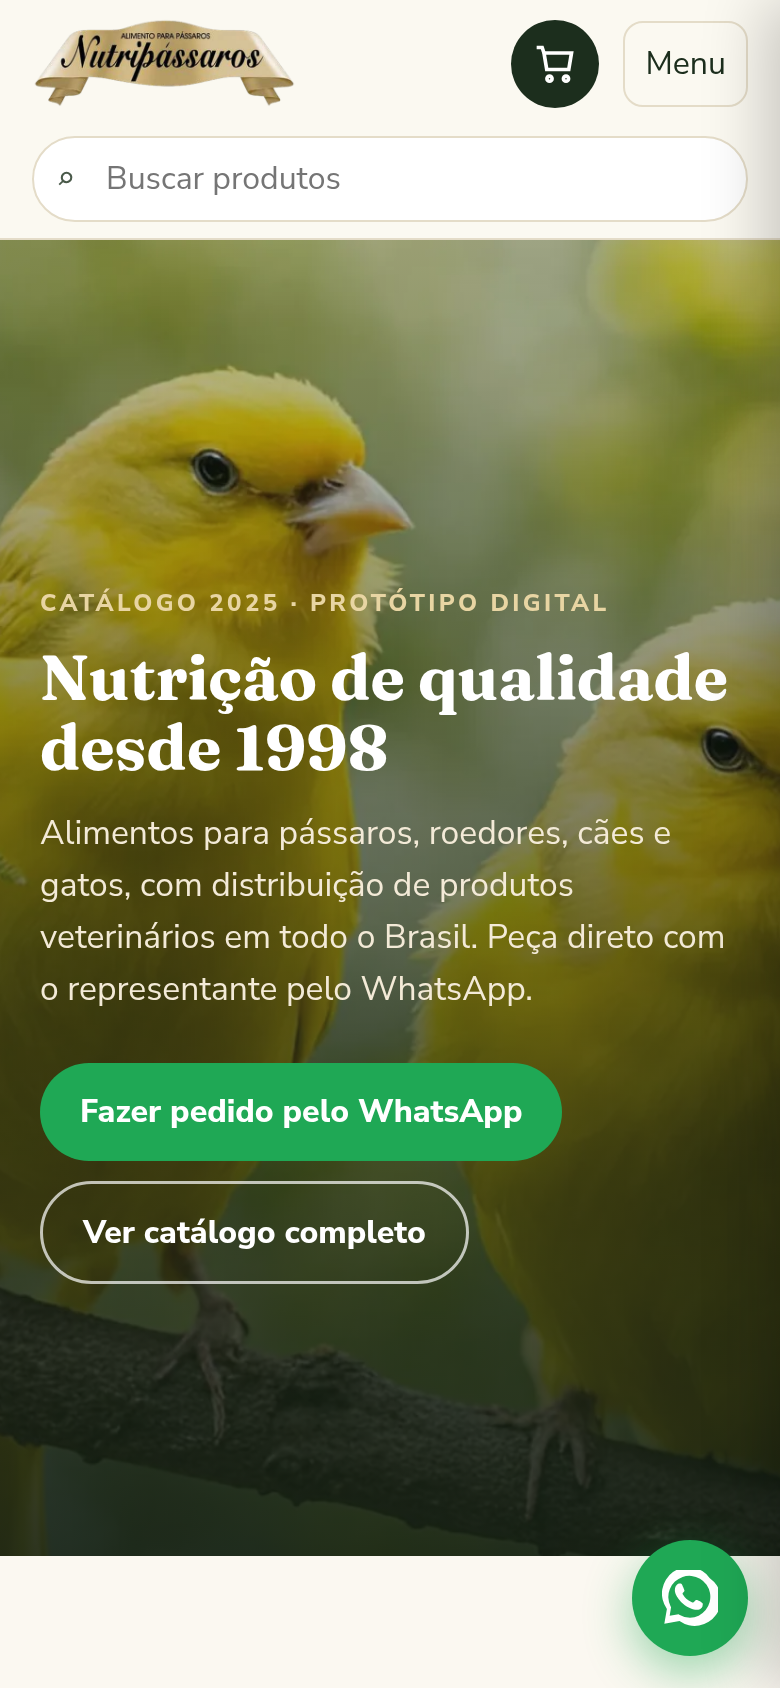 ALIMENTO PARA PÁSSAROS
Nutripássaros
Menu
Buscar produtos
CATÁLOGO 2025 · PROTÓTIPO DIGITAL
Nutrição de qualidade
desde 1998
Alimentos para pássaros, roedores, cães e
gatos, com distribuição de produtos
veterinários em todo o Brasil. Peça direto com
o representante pelo WhatsApp.
Fazer pedido pelo WhatsApp
Ver catálogo completo